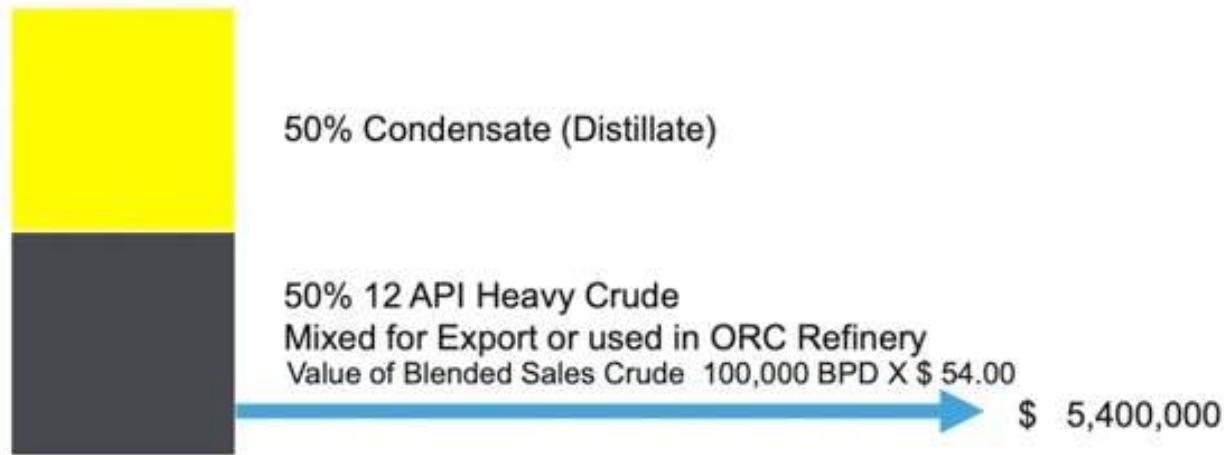 50% Condensate (Distillate)
50% 12 API Heavy Crude
Mixed for Export or used in ORC Refinery
Value of Blended Sales Crude 100,000 BPD X $ 54.00
$ 5,400,000